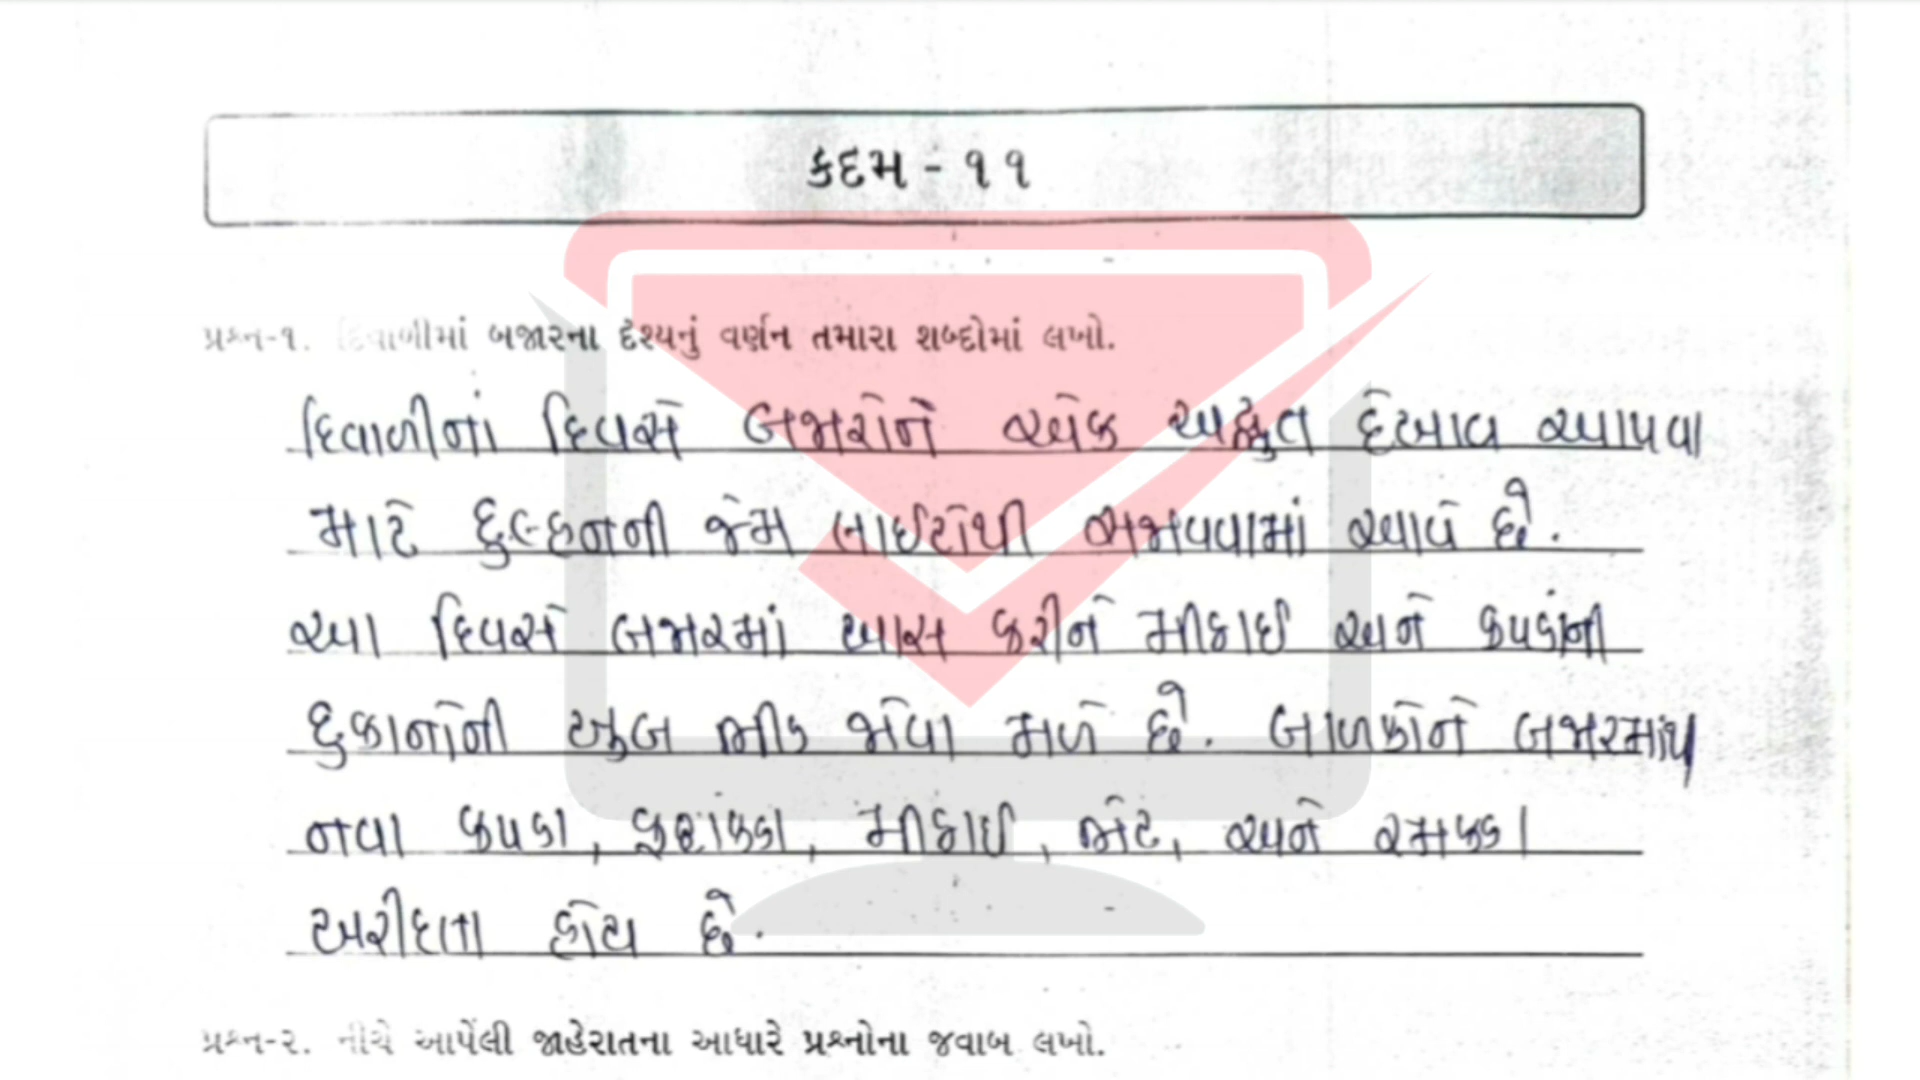 કદમ - ૧૧
પ્રશ્ન-૧. દિવાળીમાં બજારના દૃશ્યનું વર્ણન તમારા શબ્દોમાં લખો.
દિવાળીનાં દિવસે બજારોને એક અદ્ભુત દેખાવ આપવા
માટે દુલ્હનની જેમ લાઈટોથી સજાવવામાં આવે છે.
આ દિવસે બજારમાં ખાસ કરીને મીઠાઈ અને કપડાંની
દુકાનોની ખુબ ભીડ જોવા મળે છે. બાળકોને બજારમાંથી
નવા કપડા, ફટાકડા, મીઠાઈ, ભેટ, અને રમકડા
ખરીદતા હોય છે.
પ્રશ્ન-૨. નીચે આપેલી જાહેરાતના આધારે પ્રશ્નોના જવાબ લખો.